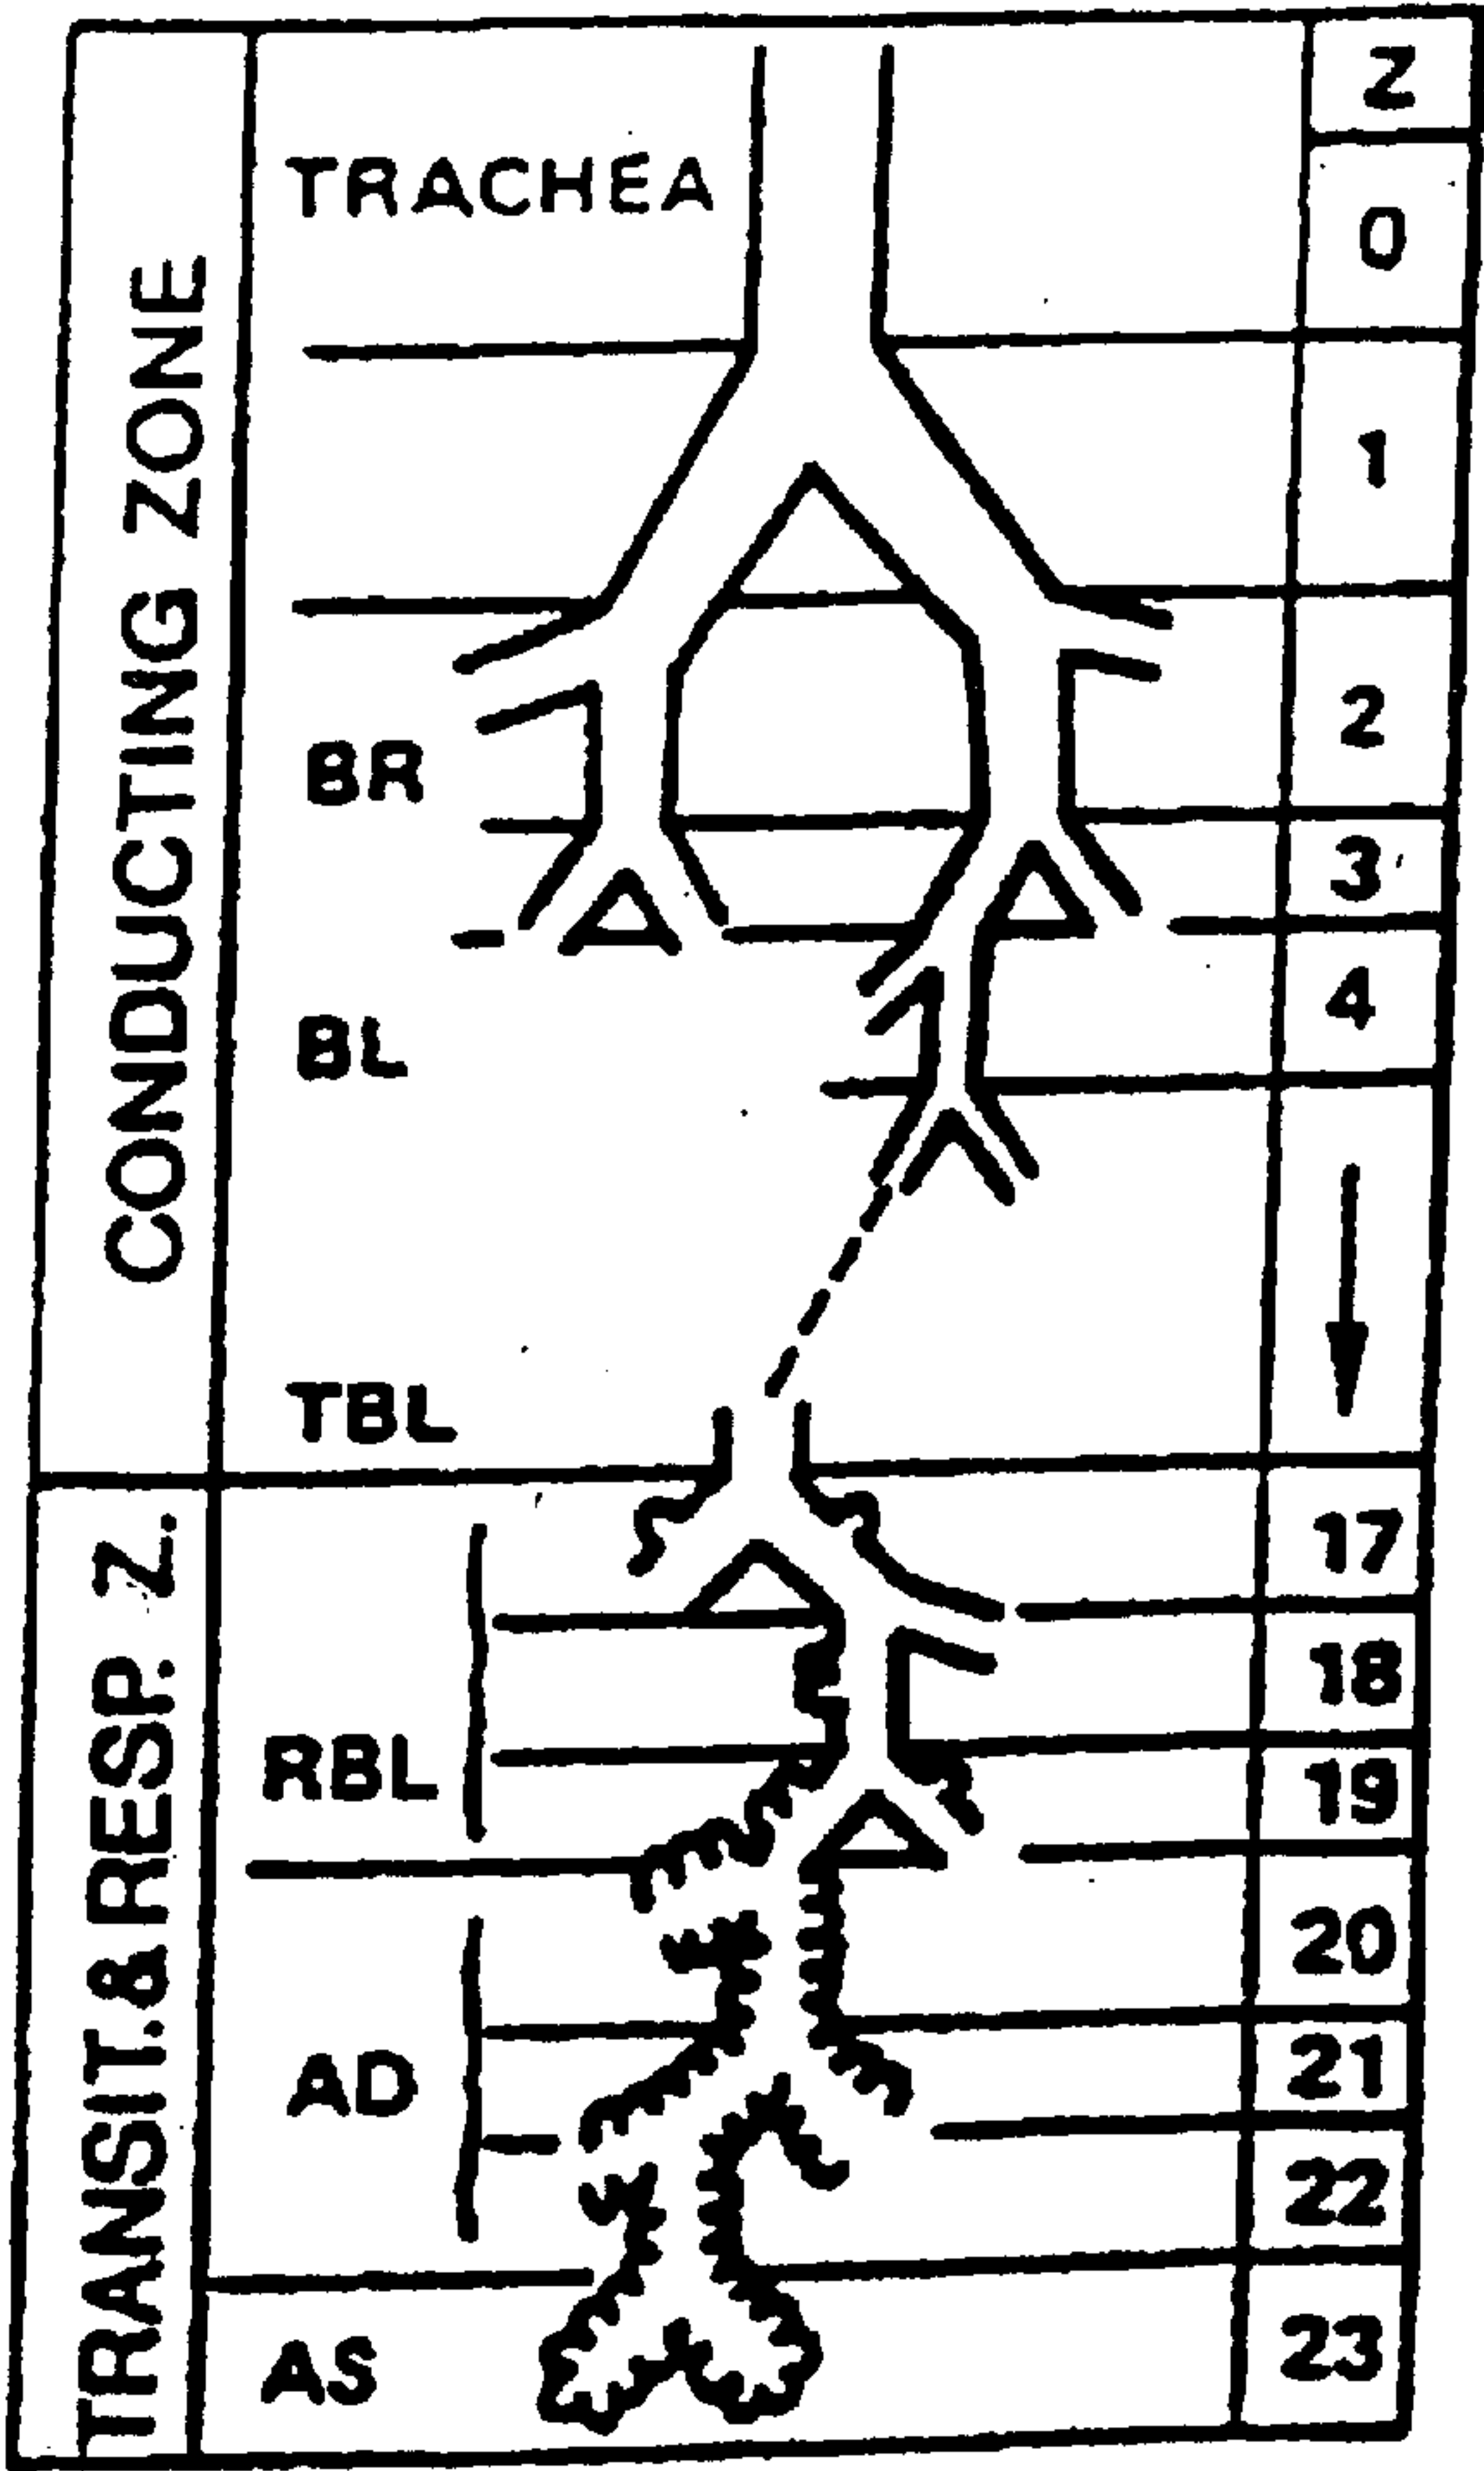 Z
CONDUCTING ZONE
TRACHEA
0
1
BR
2
3
BL
4
TBL
TRANSIT. & RESP. Z.
17
RBL
18
19
20
AD
21
22
AS
23